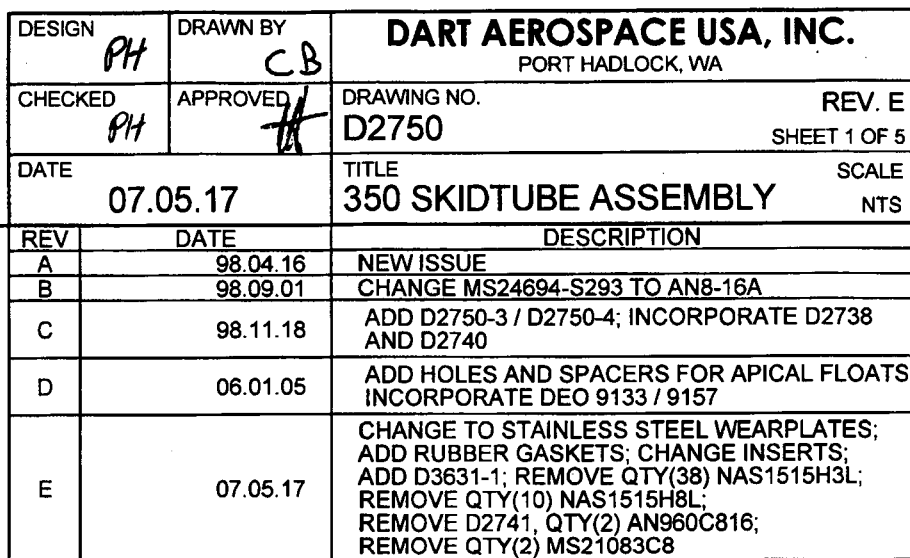 DESIGN
PH
DRAWN BY
CB
DART AEROSPACE USA, INC.
PORT HADLOCK, WA
CHECKED
PH
APPROVED
DRAWING NO.
D2750
REV. E
SHEET 1 OF 5
DATE
07.05.17
TITLE
350 SKIDTUBE ASSEMBLY
SCALE
NTS
REV DATE DESCRIPTION
A 98.04.16 NEW ISSUE
B 98.09.01 CHANGE MS24694-S293 TO AN8-16A
C 98.11.18 ADD D2750-3 / D2750-4; INCORPORATE D2738
AND D2740
D 06.01.05 ADD HOLES AND SPACERS FOR APICAL FLOATS
INCORPORATE DEO 9133 / 9157
CHANGE TO STAINLESS STEEL WEARPLATES;
ADD RUBBER GASKETS; CHANGE INSERTS;
ADD D3631-1; REMOVE QTY(38) NAS1515H3L;
E 07.05.17 REMOVE QTY(10) NAS1515H8L;
REMOVE D2741, QTY(2) AN960C816;
REMOVE QTY(2) MS21083C8